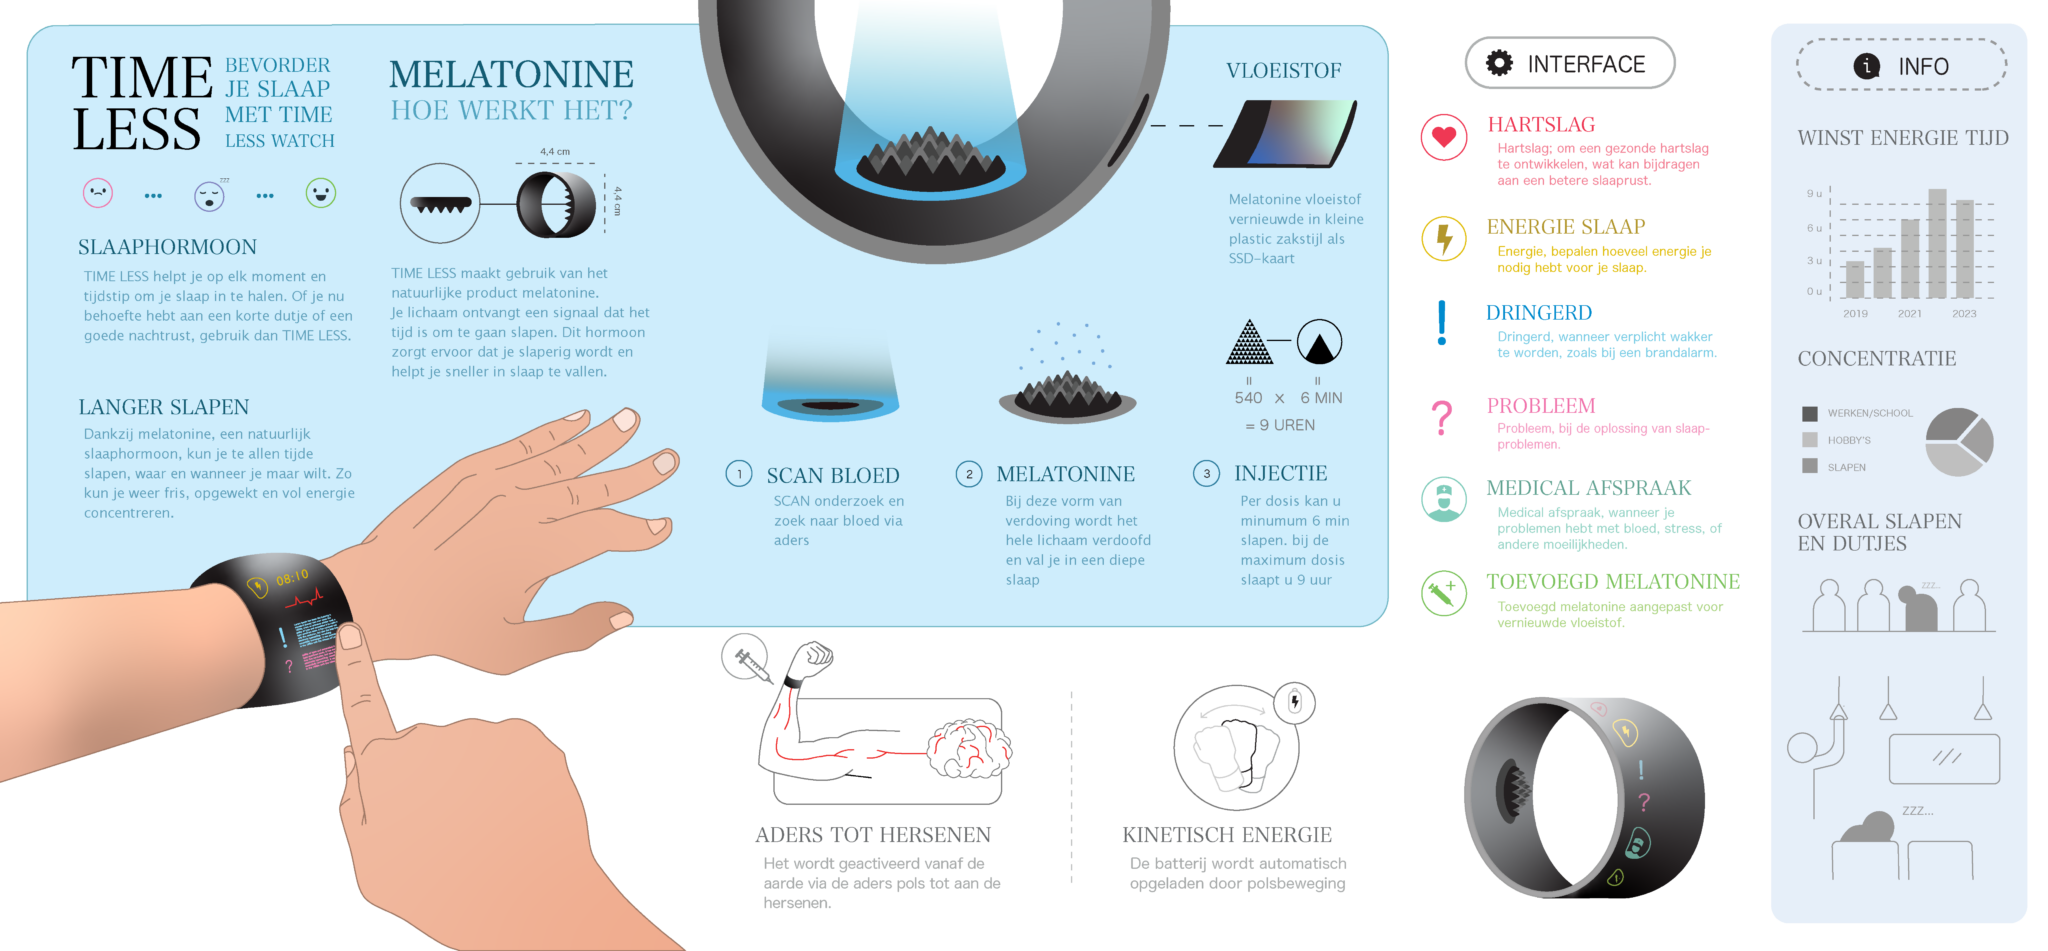 TIME
LESS
BEVORDER
JE SLAAP
MET TIME
LESS WATCH
zzz
SLAAPHORMOON
TIME LESS helpt je op elk moment en
tijdstip om je slaap in te halen. Of je nu
behoefte hebt aan een korte dutje of een
goede nachtrust, gebruik dan TIME LESS.
LANGER SLAPEN
Dankzij melatonine, een natuurlijk
slaaphormoon, kun je te allen tijde
slapen, waar en wanneer je maar wilt. Zo
kun je weer fris, opgewekt en vol energie
concentreren.
08:10
!
?
MELATONINE
HOE WERKT HET?
4,4 cm
4,4 cm
TIME LESS maakt gebruik van het
natuurlijke product melatonine.
Je lichaam ontvangt een signaal dat het
tijd is om te gaan slapen. Dit hormoon
zorgt ervoor dat je slaperig wordt en
helpt je sneller in slaap te vallen.
VLOEISTOF
Melatonine vloeistof
vernieuwde in kleine
plastic zakstijl als
SSD-kaart
= =
540 x 6 MIN
= 9 UREN
1 SCAN BLOED
SCAN onderzoek en
zoek naar bloed via
aders
2 MELATONINE
Bij deze vorm van
verdoving wordt het
hele lichaam verdoofd
en val je in een diepe
slaap
3 INJECTIE
Per dosis kan u
minumum 6 min
slapen. bij de
maximum dosis
slaapt u 9 uur
ADERS TOT HERSENEN
Het wordt geactiveerd vanaf de
aarde via de aders pols tot aan de
hersenen.
KINETISCH ENERGIE
De batterij wordt automatisch
opgeladen door polsbeweging
INTERFACE
HARTSLAG
Hartslag; om een gezonde hartslag
te ontwikkelen, wat kan bijdragen
aan een betere slaaprust.
ENERGIE SLAAP
Energie, bepalen hoeveel energie je
nodig hebt voor je slaap.
!
DRINGERD
Dringerd, wanneer verplicht wakker
te worden, zoals bij een brandalarm.
?
PROBLEEM
Probleem, bij de oplossing van slaap-
problemen.
MEDICAL AFSPRAAK
Medical afspraak, wanneer je
problemen hebt met bloed, stress, of
andere moeilijkheden.
TOEVOEGD MELATONINE
Toevoegd melatonine aangepast voor
vernieuwde vloeistof.
!
?
i INFO
WINST ENERGIE TIJD
9 u
6 u
3 u
0 u
2019 2021 2023
CONCENTRATIE
WERKEN/SCHOOL
HOBBY'S
SLAPEN
OVERAL SLAPEN
EN DUTJES
zzz...
zzz...